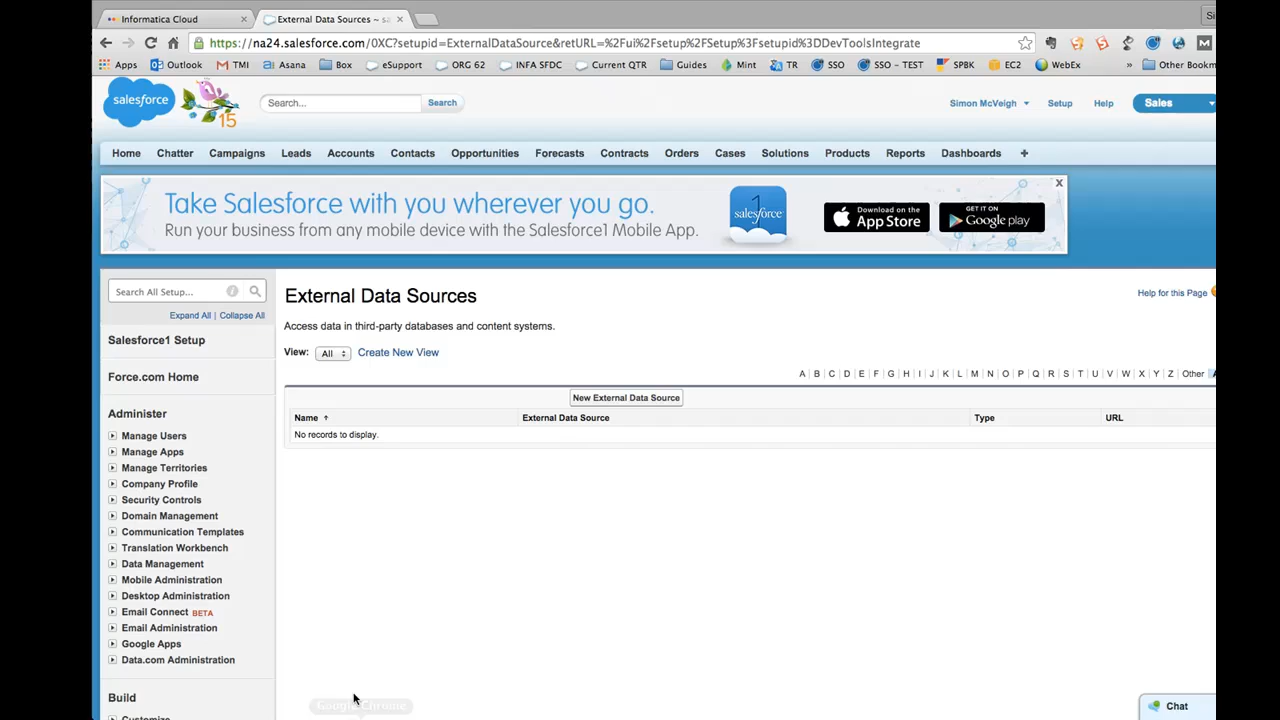 Informatica Cloud
External Data Sources ~ sa
https://na24.salesforce.com/0XC?setupid=ExternalDataSource&retURL=%2Fui%2Fsetup%2FSetup%3Fsetupid%3DDevToolsIntegrate
Apps Outlook TMI Asana Box eSupport ORG 62 INFA SFDC Current QTR Guides Mint TR SSO SSO - TEST SPBK EC2 WebEx » Other Bookm
salesforce 15 Search... Search Simon McVeigh Setup Help Sales
Home Chatter Campaigns Leads Accounts Contacts Opportunities Forecasts Contracts Orders Cases Solutions Products Reports Dashboards +
Take Salesforce with you wherever you go.
Run your business from any mobile device with the Salesforce1 Mobile App.
salesforce 1
Download on the App Store
GET IT ON Google play
X
Search All Setup...
Expand All | Collapse All
Salesforce1 Setup
Force.com Home
Administer
Manage Users
Manage Apps
Manage Territories
Company Profile
Security Controls
Domain Management
Communication Templates
Translation Workbench
Data Management
Mobile Administration
Desktop Administration
Email Connect BETA
Email Administration
Google Apps
Data.com Administration
Build
Customize
External Data Sources
Help for this Page
Access data in third-party databases and content systems.
View: All Create New View
A B C D E F G H I J K L M N O P Q R S T U V W X Y Z Other
New External Data Source
Name External Data Source Type URL
No records to display.
Google Chrome
Chat